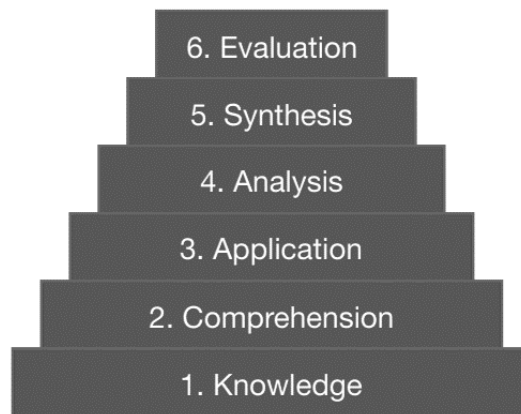 6. Evaluation
5. Synthesis
4. Analysis
3. Application
2. Comprehension
1. Knowledge